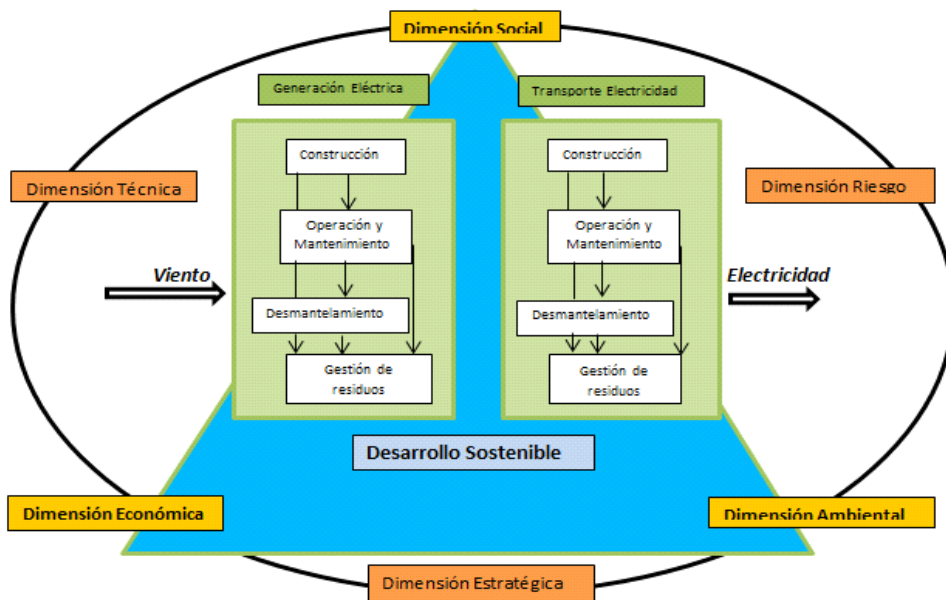 Dimensión Social
Generación Eléctrica
Transporte Electricidad
Construcción
Construcción
Dimensión Técnica
Dimensión Riesgo
Operación y
Mantenimiento
Operación y
Mantenimiento
Viento
Electricidad
Desmantelamiento
Desmantelamiento
Gestión de
residuos
Gestión de
residuos
Desarrollo Sostenible
Dimensión Económica
Dimensión Ambiental
Dimensión Estratégica